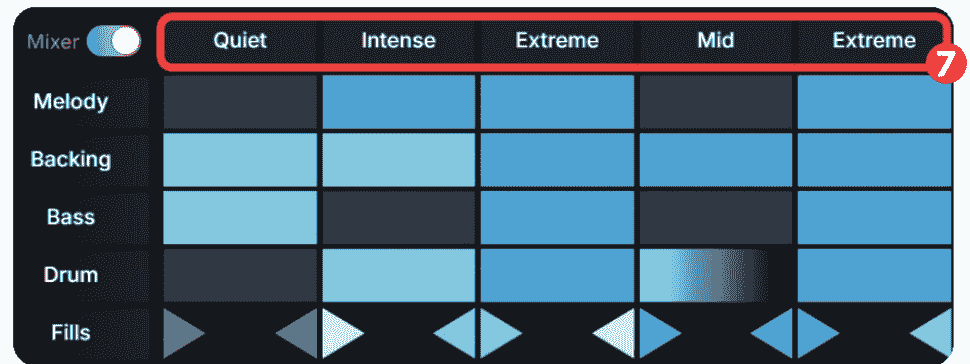 Mixer Quiet Intense Extreme Mid Extreme
7
Melody
Backing
Bass
Drum
Fills